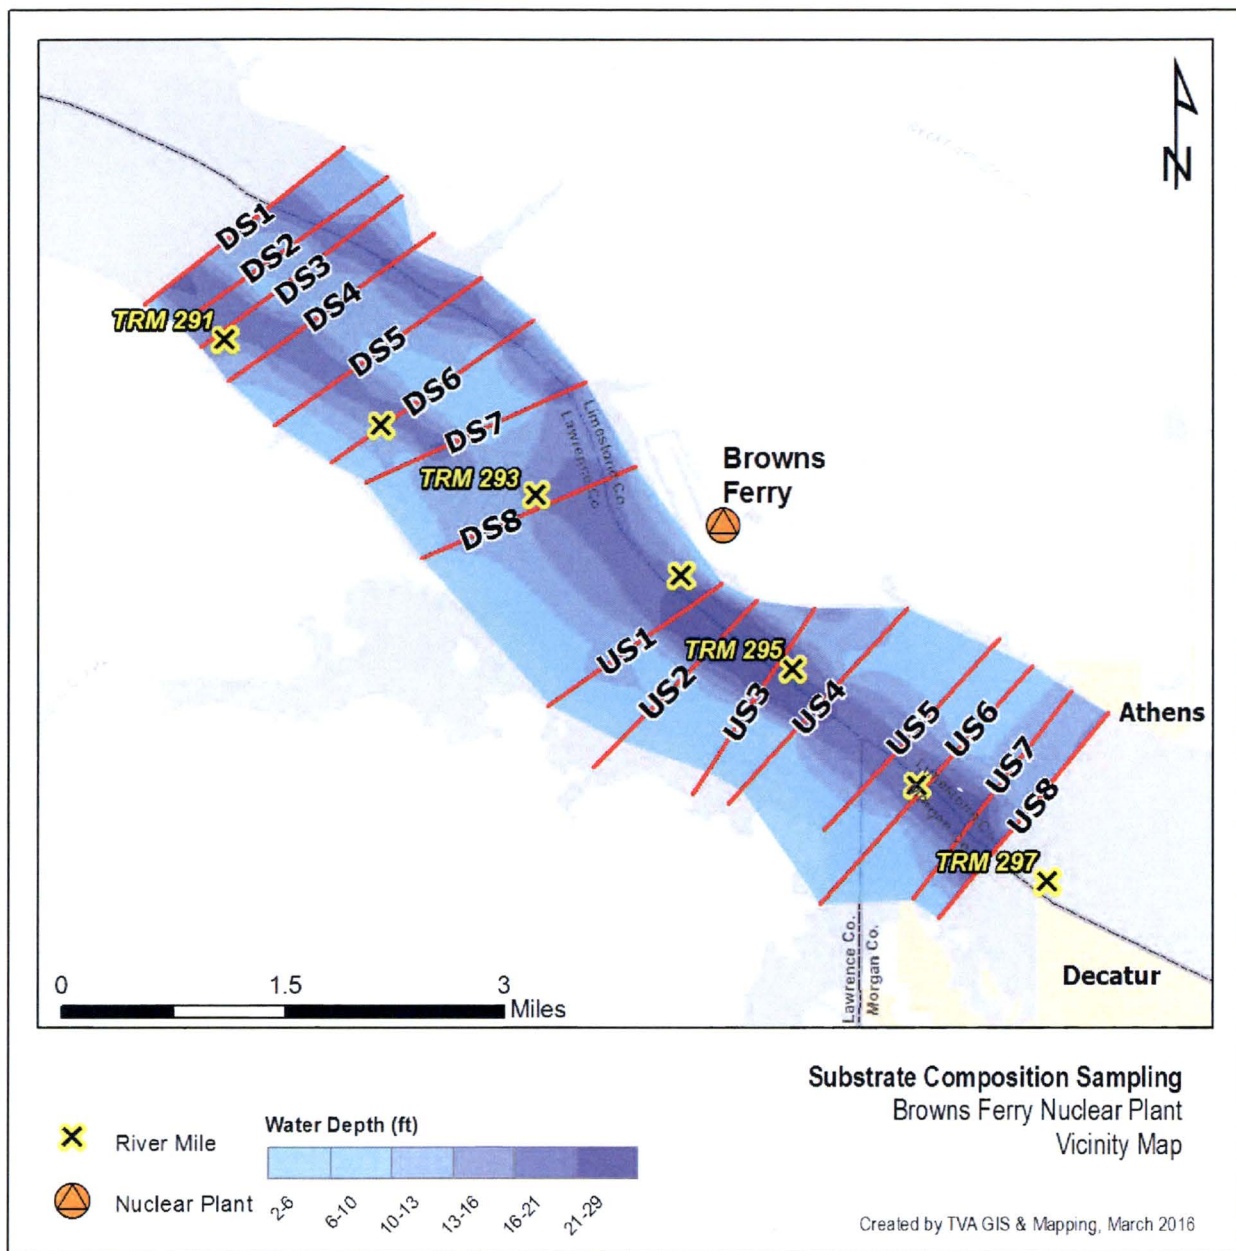 N
DS1
DS2
DS3
DS4
DS5
DS6
DS7
DS8
TRM 291
TRM 293
Limestone Co
Lawrence Co
Browns
Ferry
US1
US2
US3
US4
US5
US6
US7
US8
TRM 295
Athens
Limestone Co
Morgan Co
TRM 297
Lawrence Co.
Morgan Co.
Decatur
0 1.5 3
Miles
Substrate Composition Sampling
Browns Ferry Nuclear Plant
Vicinity Map
River Mile
Nuclear Plant
Water Depth (ft)
2-6 6-10 10-13 13-16 16-21 21-29
Created by TVA GIS & Mapping, March 2016